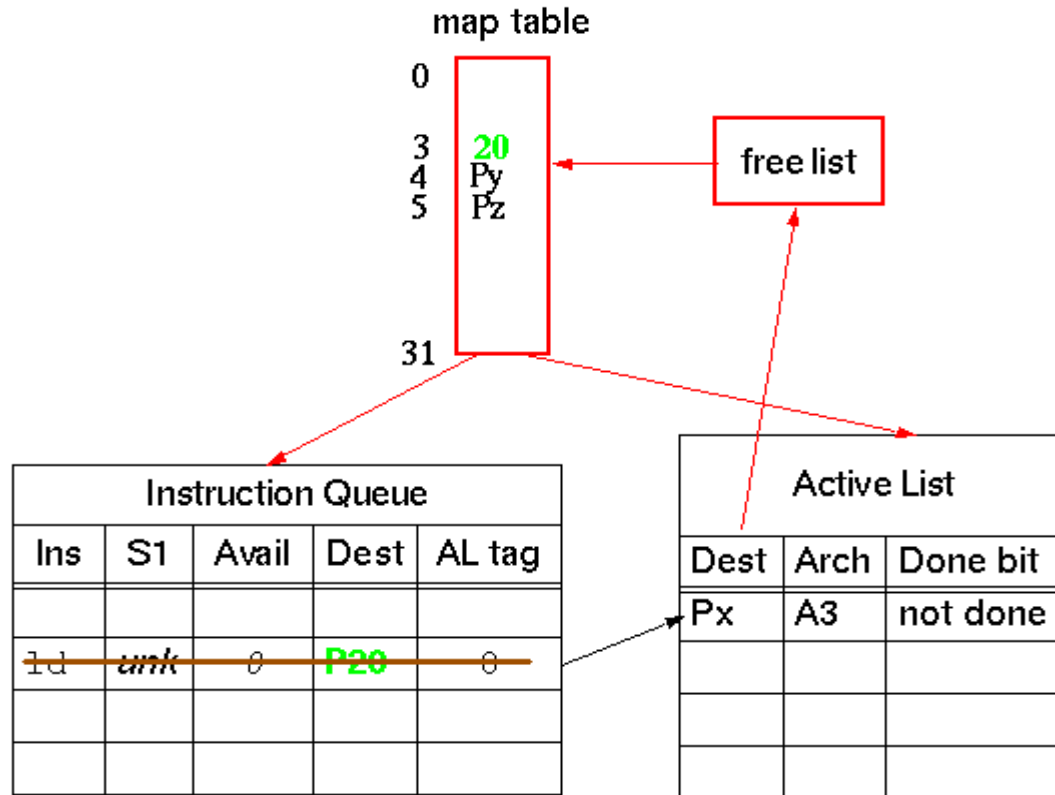 map table
0
3 20
4 Py
5 Pz
31
free list
Instruction Queue
Ins S1 Avail Dest AL tag
ld unk 0 P20 0
Active List
Dest Arch Done bit
Px A3 not done